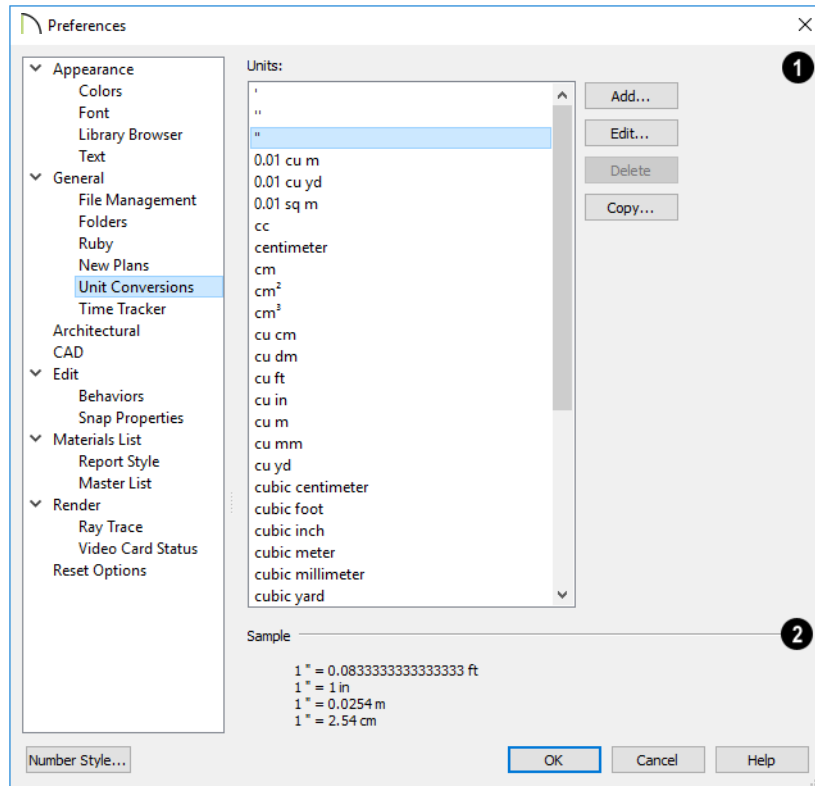 Preferences
Appearance
Colors
Font
Library Browser
Text
General
File Management
Folders
Ruby
New Plans
Unit Conversions
Time Tracker
Architectural
CAD
Edit
Behaviors
Snap Properties
Materials List
Report Style
Master List
Render
Ray Trace
Video Card Status
Reset Options
Units:
1
'
''
"
0.01 cu m
0.01 cu yd
0.01 sq m
cc
centimeter
cm
cm²
cm³
cu cm
cu dm
cu ft
cu in
cu m
cu mm
cu yd
cubic centimeter
cubic foot
cubic inch
cubic meter
cubic millimeter
cubic yard
Add...
Edit...
Delete
Copy...
Sample
2
1 " = 0.0833333333333333 ft
1 " = 1 in
1 " = 0.0254 m
1 " = 2.54 cm
Number Style...
OK
Cancel
Help